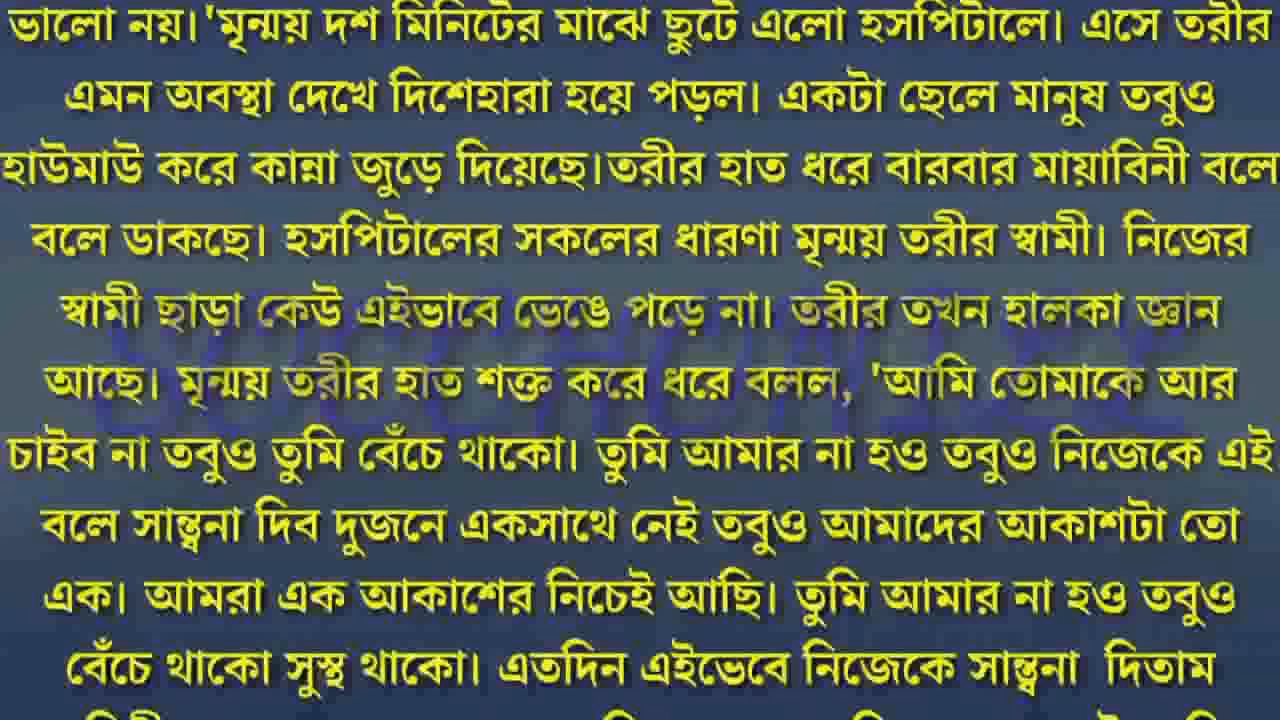 ভালো নয়।'মৃন্ময় দশ মিনিটের মাঝে ছুটে এলো হসপিটালে। এসে তরীর
এমন অবস্থা দেখে দিশেহারা হয়ে পড়ল। একটা ছেলে মানুষ তবুও
হাউমাউ করে কান্না জুড়ে দিয়েছে।তরীর হাত ধরে বারবার মায়াবিনী বলে
বলে ডাকছে। হসপিটালের সকলের ধারণা মৃন্ময় তরীর স্বামী। নিজের
স্বামী ছাড়া কেউ এইভাবে ভেঙে পড়ে না। তরীর তখন হালকা জ্ঞান
আছে। মৃন্ময় তরীর হাত শক্ত করে ধরে বলল, 'আমি তোমাকে আর
চাইব না তবুও তুমি বেঁচে থাকো। তুমি আমার না হও তবুও নিজেকে এই
বলে সান্ত্বনা দিব দুজনে একসাথে নেই তবুও আমাদের আকাশটা তো
এক। আমরা এক আকাশের নিচেই আছি। তুমি আমার না হও তবুও
বেঁচে থাকো সুস্থ থাকো। এতদিন এইভেবে নিজেকে সান্ত্বনা দিতাম